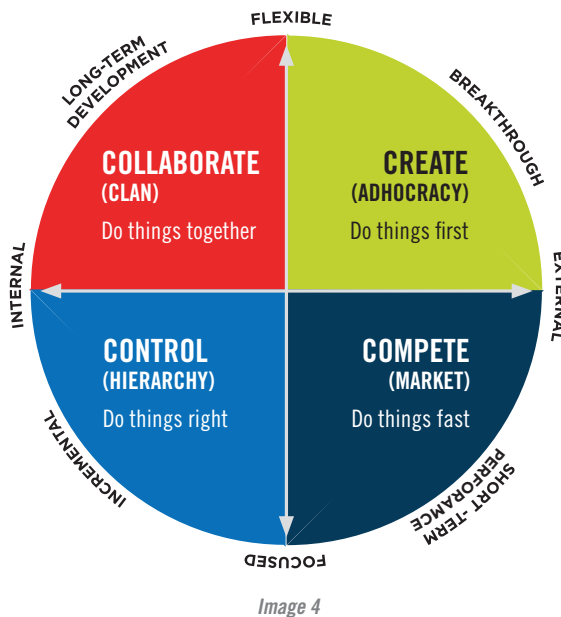 FLEXIBLE
LONG-TERM
DEVELOPMENT
BREAKTHROUGH
COLLABORATE
(CLAN)
Do things together
CREATE
(ADHOCRACY)
Do things first
INTERNAL
EXTERNAL
CONTROL
(HIERARCHY)
Do things right
COMPETE
(MARKET)
Do things fast
INCREMENTAL
SHORT -TERM
PERFORAMCE
FOCUSED
Image 4